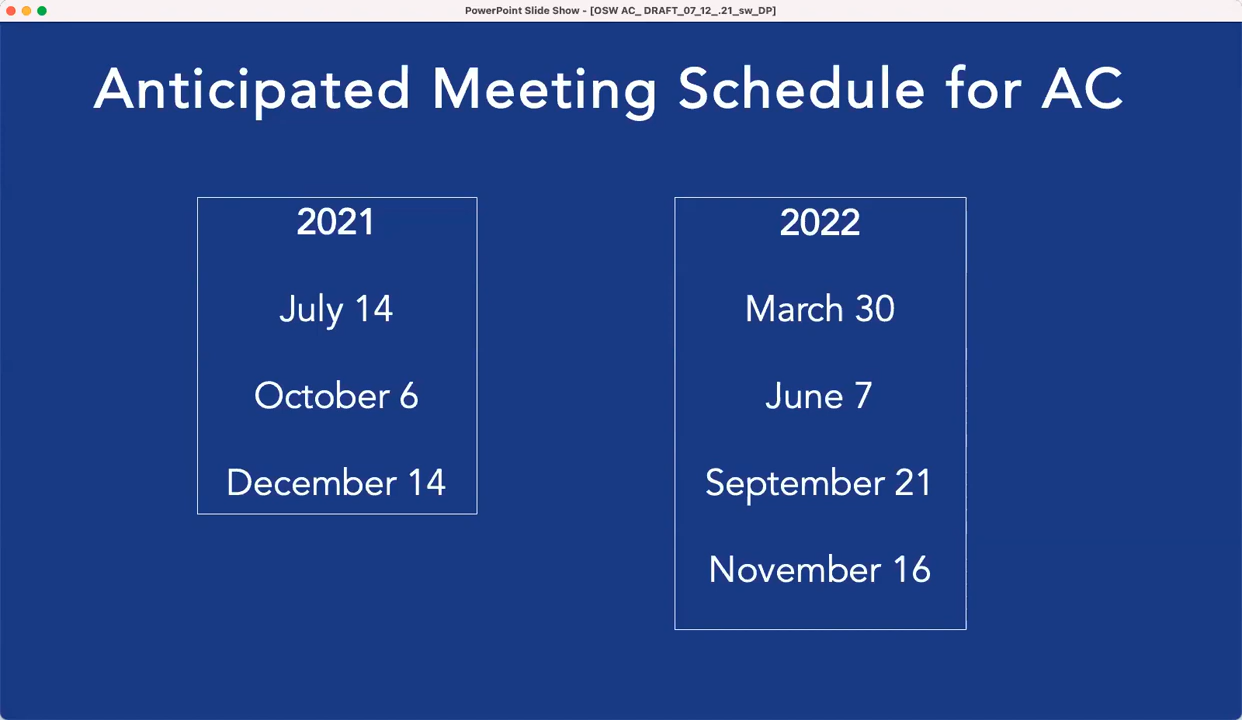 PowerPoint Slide Show - [OSW AC_ DRAFT_07_12_.21_sw_DP]
Anticipated Meeting Schedule for AC
2021
July 14
October 6
December 14
2022
March 30
June 7
September 21
November 16